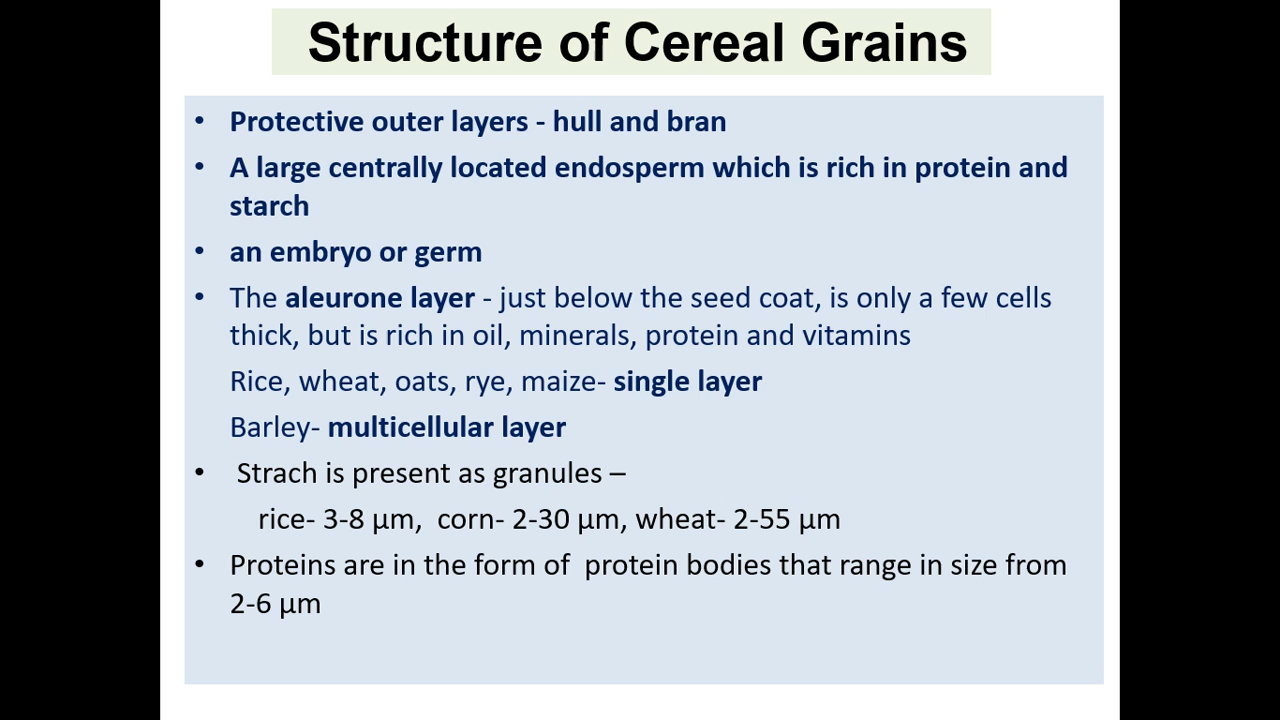 Structure of Cereal Grains
• Protective outer layers - hull and bran
• A large centrally located endosperm which is rich in protein and
starch
• an embryo or germ
• The aleurone layer - just below the seed coat, is only a few cells
thick, but is rich in oil, minerals, protein and vitamins
Rice, wheat, oats, rye, maize- single layer
Barley- multicellular layer
• Strach is present as granules –
rice- 3-8 µm, corn- 2-30 µm, wheat- 2-55 µm
• Proteins are in the form of protein bodies that range in size from
2-6 µm